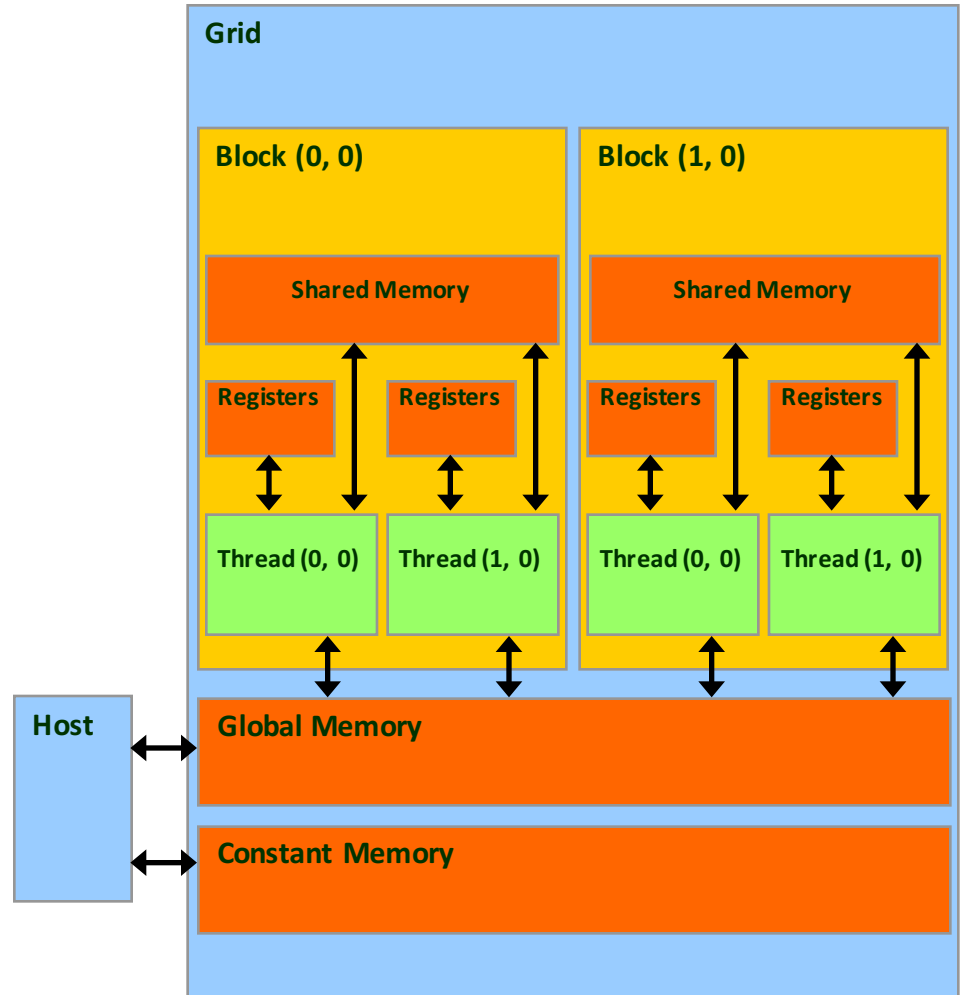 Grid
Block (0, 0)
Block (1, 0)
Shared Memory
Shared Memory
Registers
Registers
Registers
Registers
Thread (0, 0)
Thread (1, 0)
Thread (0, 0)
Thread (1, 0)
Host
Global Memory
Constant Memory